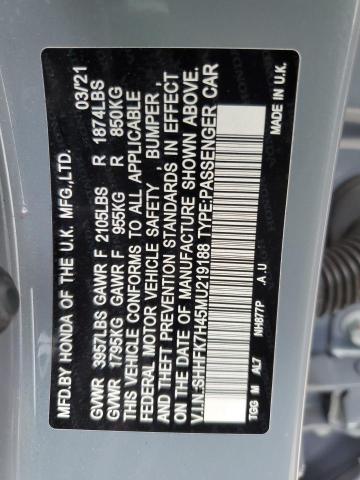 MFD.BY HONDA OF THE U.K. MFG.,LTD. 03/21
GVWR 3957LBS GAWR F 2105LBS R 1874LBS
GVWR 1795KG GAWR F 955KG R 850KG
THIS VEHICLE CONFORMS TO ALL APPLICABLE
FEDERAL MOTOR VEHICLE SAFETY , BUMPER , AND
THEFT PREVENTION STANDARDS IN EFFECT
ON THE DATE OF MANUFACTURE SHOWN ABOVE.
V.I.N.:SHHFK7H45MU219188 TYPE:PASSENGER CAR
TGG M AL7 NH877P .A.U MADE IN U.K.